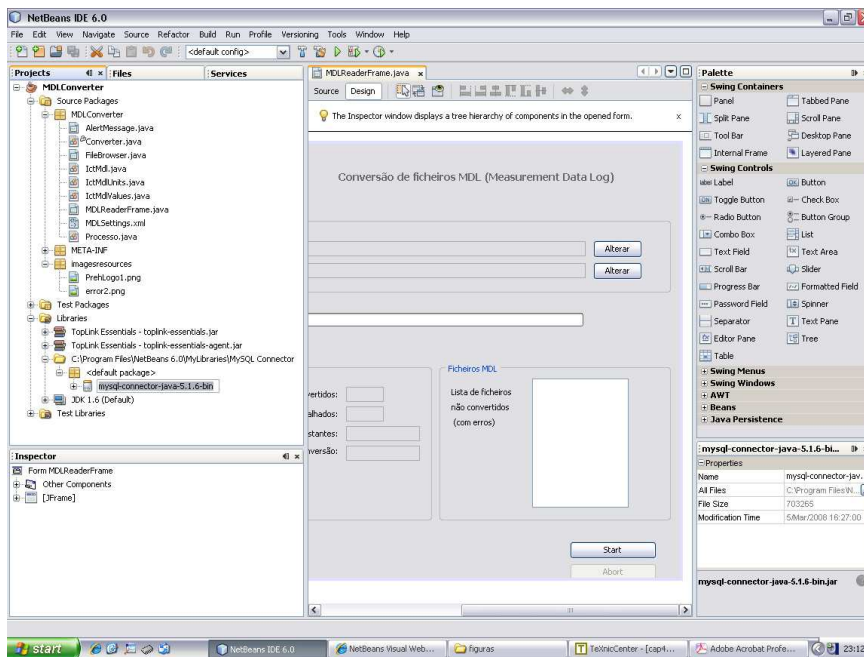 NetBeans IDE 6.0
File Edit View Navigate Source Refactor Build Run Profile Versioning Tools Window Help
<default config>
Projects
Files
Services
MDLConverter
Source Packages
MDLConverter
AlertMessage.java
Converter.java
FileBrowser.java
IctMdl.java
IctMdlUnits.java
IctMdlValues.java
MDLReaderFrame.java
MDLSettings.xml
Processo.java
META-INF
imagesresources
PrehLogo1.png
error2.png
Test Packages
Libraries
TopLink Essentials - toplink-essentials.jar
TopLink Essentials - toplink-essentials-agent.jar
C:\Program Files\NetBeans 6.0\MyLibraries\MySQL Connector
<default package>
mysql-connector-java-5.1.6-bin
JDK 1.6 (Default)
Test Libraries
Inspector
Form MDLReaderFrame
Other Components
[JFrame]
MDLReaderFrame.java
Source Design
The Inspector window displays a tree hierarchy of components in the opened form.
Conversão de ficheiros MDL (Measurement Data Log)
Alterar
Alterar
vertidos:
alhados:
stantes:
nversão:
Ficheiros MDL
Lista de ficheiros
não convertidos
(com erros)
Start
Abort
Palette
Swing Containers
Panel Tabbed Pane
Split Pane Scroll Pane
Tool Bar Desktop Pane
Internal Frame Layered Pane
Swing Controls
label Label Button
Toggle Button Check Box
Radio Button Button Group
Combo Box List
Text Field Text Area
Scroll Bar Slider
Progress Bar Formatted Field
Password Field Spinner
Separator Text Pane
Editor Pane Tree
Table
Swing Menus
Swing Windows
AWT
Beans
Java Persistence
mysql-connector-java-5.1.6-bi...
Properties
Name mysql-connector-jav.
All Files C:\Program Files\N...
File Size 703265
Modification Time 5/Mar/2008 16:27:00
mysql-connector-java-5.1.6-bin.jar
start
NetBeans IDE 6.0
NetBeans Visual Web...
figuras
TeXnicCenter - [cap4...
Adobe Acrobat Profe...